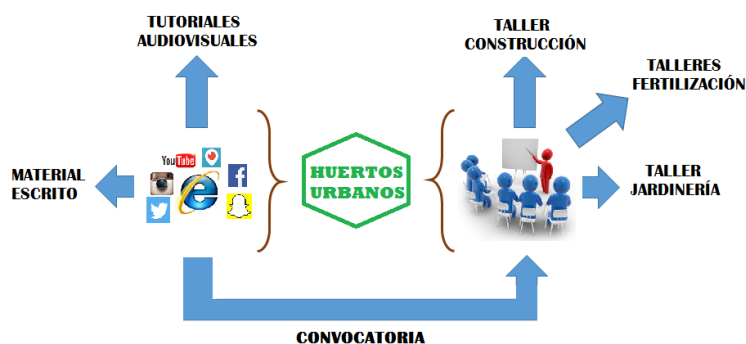 TUTORIALES
AUDIOVISUALES
TALLER
CONSTRUCCIÓN
TALLERES
FERTILIZACIÓN
MATERIAL
ESCRITO
YouTube
HUERTOS
URBANOS
TALLER
JARDINERÍA
CONVOCATORIA